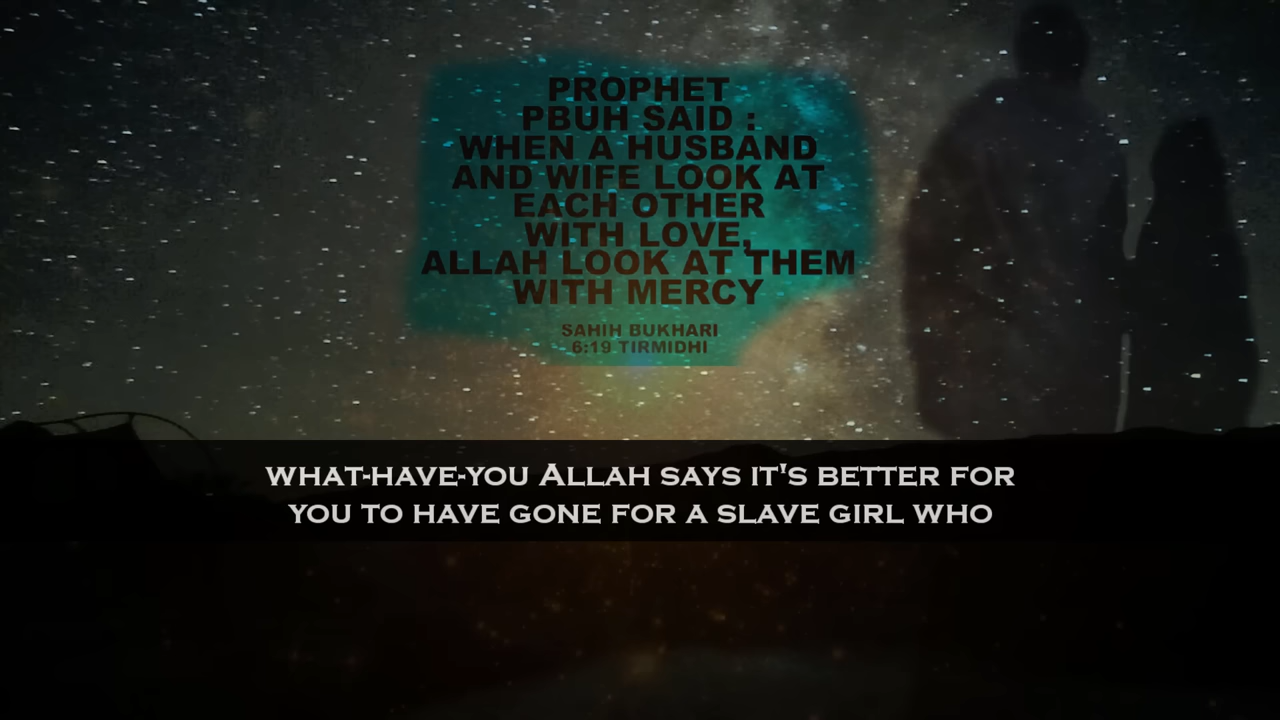 PROPHET
PBUH SAID :
WHEN A HUSBAND
AND WIFE LOOK AT
EACH OTHER
WITH LOVE,
ALLAH LOOK AT THEM
WITH MERCY
SAHIH BUKHARI
6:19 TIRMIDHI
WHAT-HAVE-YOU ALLAH SAYS IT'S BETTER FOR
YOU TO HAVE GONE FOR A SLAVE GIRL WHO